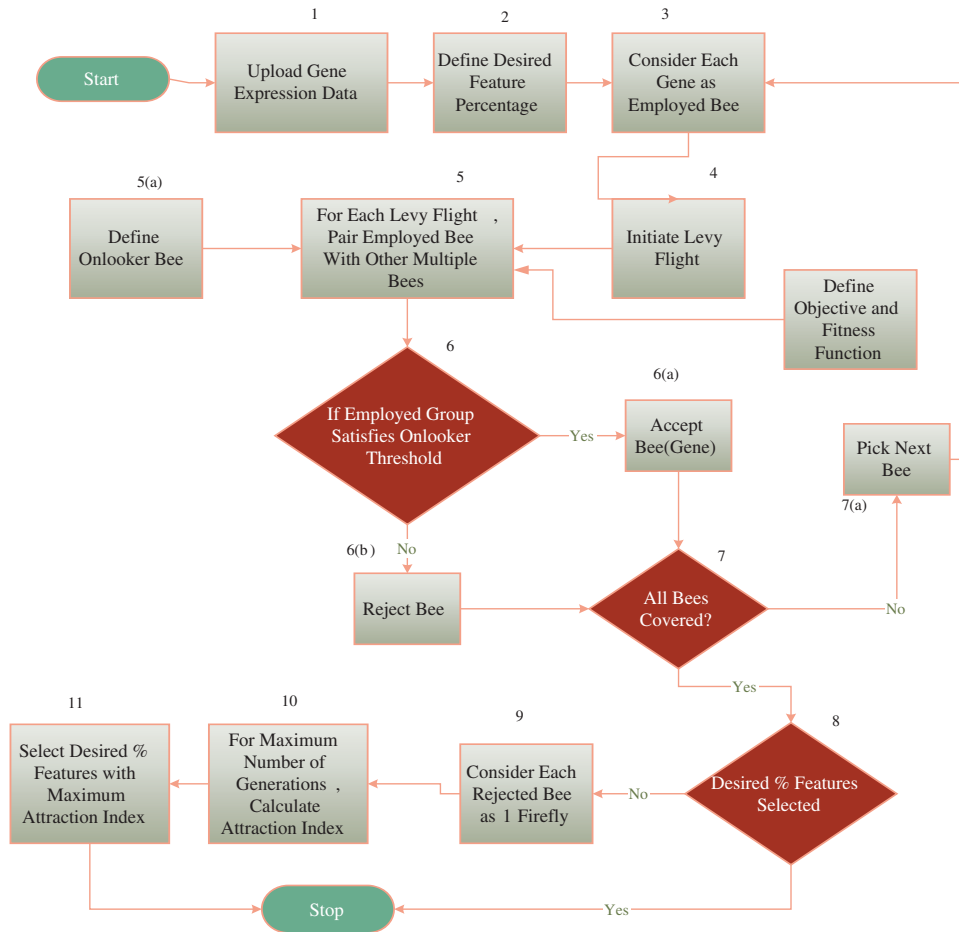 1
2
3
Start
Upload Gene
Expression Data
Define Desired
Feature
Percentage
Consider Each
Gene as
Employed Bee
5(a)
5
4
Define
Onlooker Bee
For Each Levy Flight ,
Pair Employed Bee
With Other Multiple
Bees
Initiate Levy
Flight
Define
Objective and
Fitness
Function
6
If Employed Group
Satisfies Onlooker
Threshold
Yes
6(a)
Accept
Bee(Gene)
Pick Next
Bee
7(a)
No
6(b)
Reject Bee
7
All Bees
Covered?
No
Yes
8
Desired % Features
Selected
No
9
Consider Each
Rejected Bee
as 1 Firefly
10
For Maximum
Number of
Generations ,
Calculate
Attraction Index
11
Select Desired %
Features with
Maximum
Attraction Index
Yes
Stop